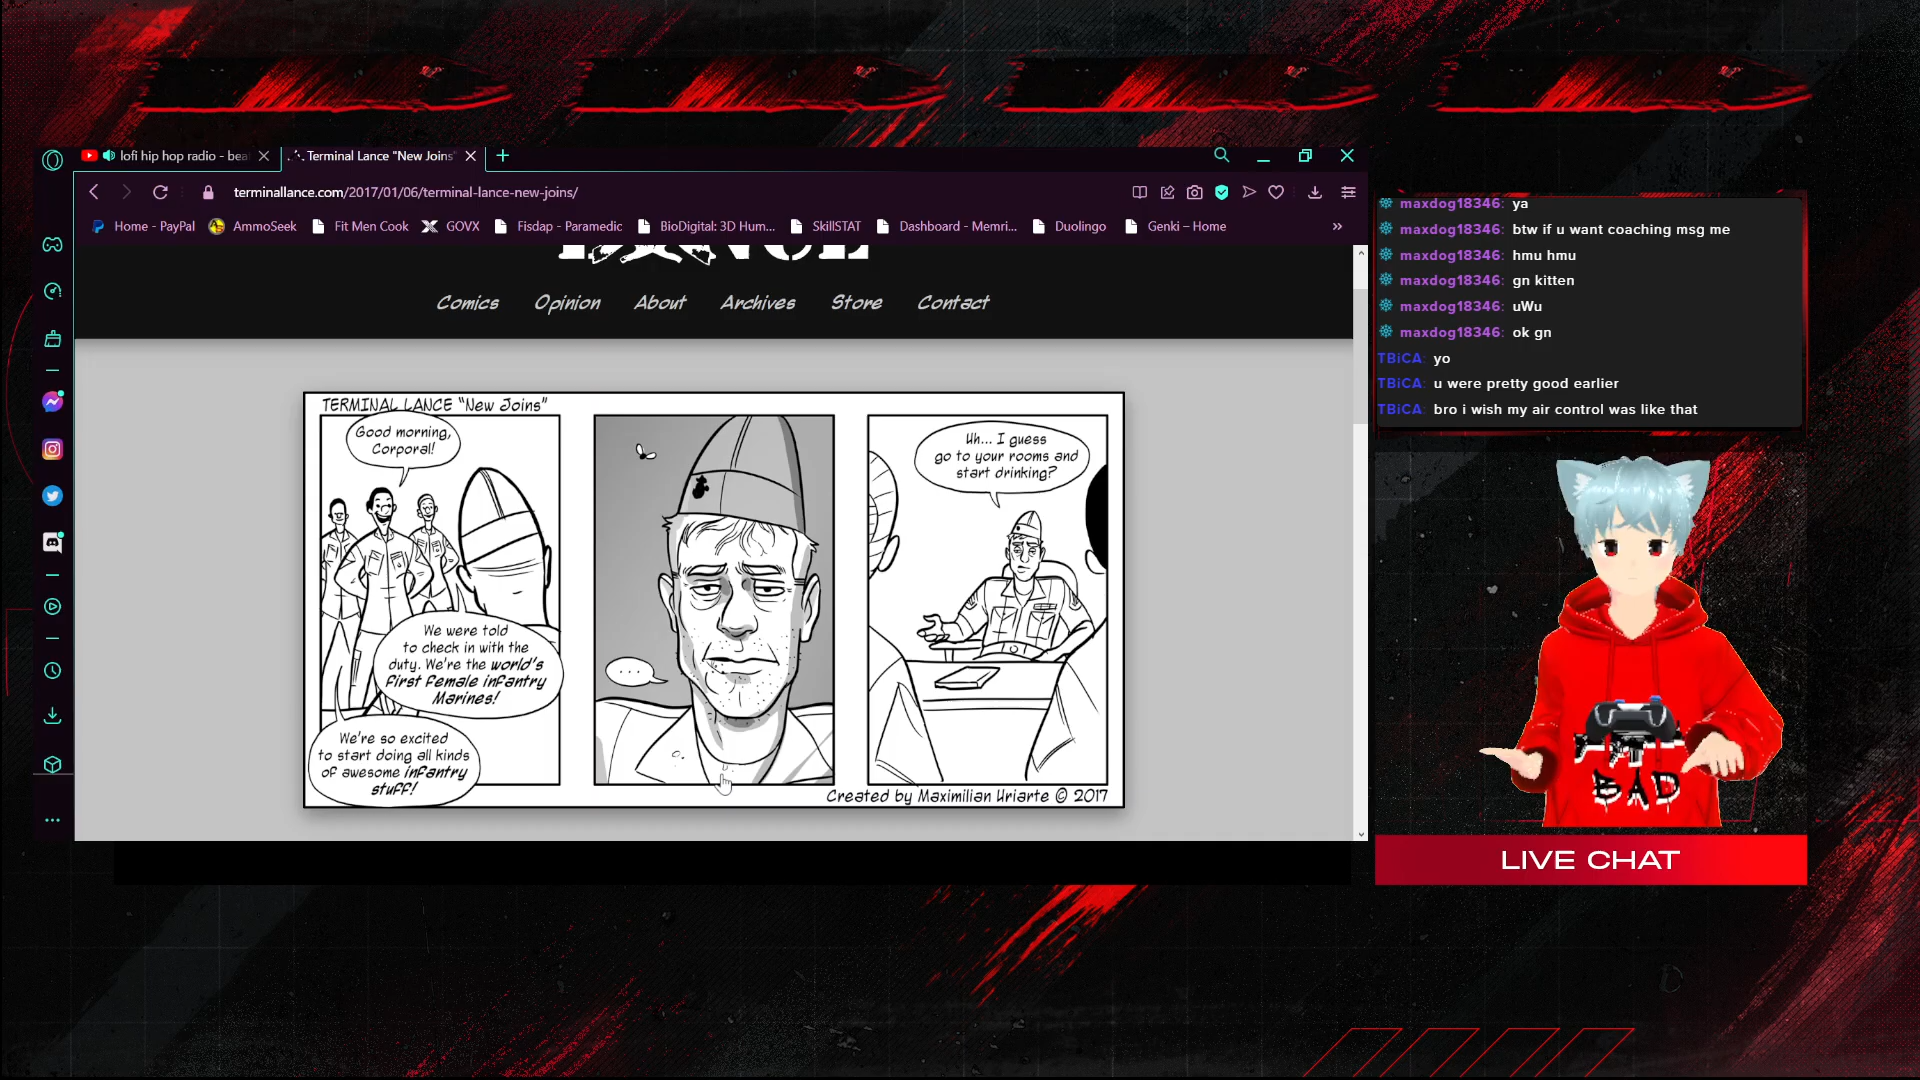 lofi hip hop radio - bea
Terminal Lance "New Joins"
terminallance.com/2017/01/06/terminal-lance-new-joins/
Home - PayPal
AmmoSeek
Fit Men Cook
GOVX
Fisdap - Paramedic
BioDigital: 3D Hum...
SkillSTAT
Dashboard - Memri...
Duolingo
Genki – Home
»
LANCE
Comics Opinion About Archives Store Contact
TERMINAL LANCE "New Joins"
Good morning,
Corporal!
We were told
to check in with the
duty. We're the world's
first female infantry
Marines!
We're so excited
to start doing all kinds
of awesome infantry
stuff!
...
Uh... I guess
go to your rooms and
start drinking?
Created by Maximilian Uriarte © 2017
maxdog18346: ya
maxdog18346: btw if u want coaching msg me
maxdog18346: hmu hmu
maxdog18346: gn kitten
maxdog18346: uWu
maxdog18346: ok gn
TBiCA: yo
TBiCA: u were pretty good earlier
TBiCA: bro i wish my air control was like that
BAD
LIVE CHAT